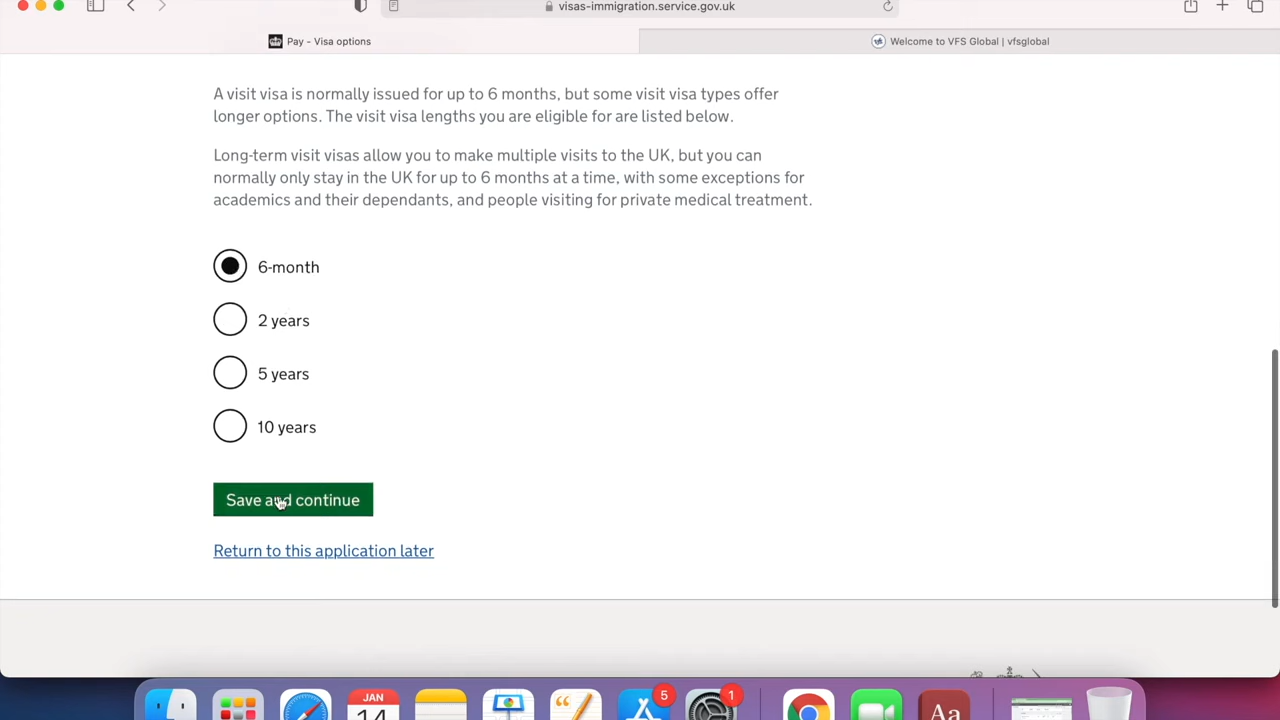 visas-immigration.service.gov.uk
Pay - Visa options
Welcome to VFS Global | vfsglobal
A visit visa is normally issued for up to 6 months, but some visit visa types offer
longer options. The visit visa lengths you are eligible for are listed below.
Long-term visit visas allow you to make multiple visits to the UK, but you can
normally only stay in the UK for up to 6 months at a time, with some exceptions for
academics and their dependants, and people visiting for private medical treatment.
6-month
2 years
5 years
10 years
Save and continue
Return to this application later
JAN
14
5
1
Aa